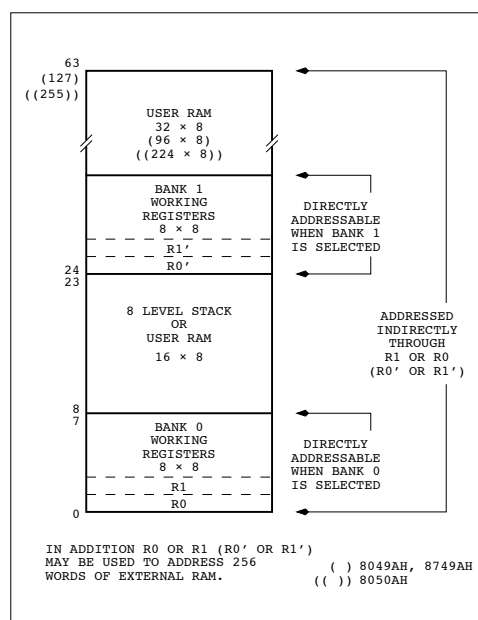 63
(127)
((255))
USER RAM
32 × 8
(96 × 8)
((224 × 8))
BANK 1
WORKING
REGISTERS
8 × 8
R1'
R0'
DIRECTLY
ADDRESSABLE
WHEN BANK 1
IS SELECTED
24
23
8 LEVEL STACK
OR
USER RAM
16 × 8
ADDRESSED
INDIRECTLY
THROUGH
R1 OR R0
(R0' OR R1')
8
7
BANK 0
WORKING
REGISTERS
8 × 8
R1
R0
DIRECTLY
ADDRESSABLE
WHEN BANK 0
IS SELECTED
0
IN ADDITION R0 OR R1 (R0' OR R1')
MAY BE USED TO ADDRESS 256
WORDS OF EXTERNAL RAM.
( ) 8049AH, 8749AH
(( )) 8050AH